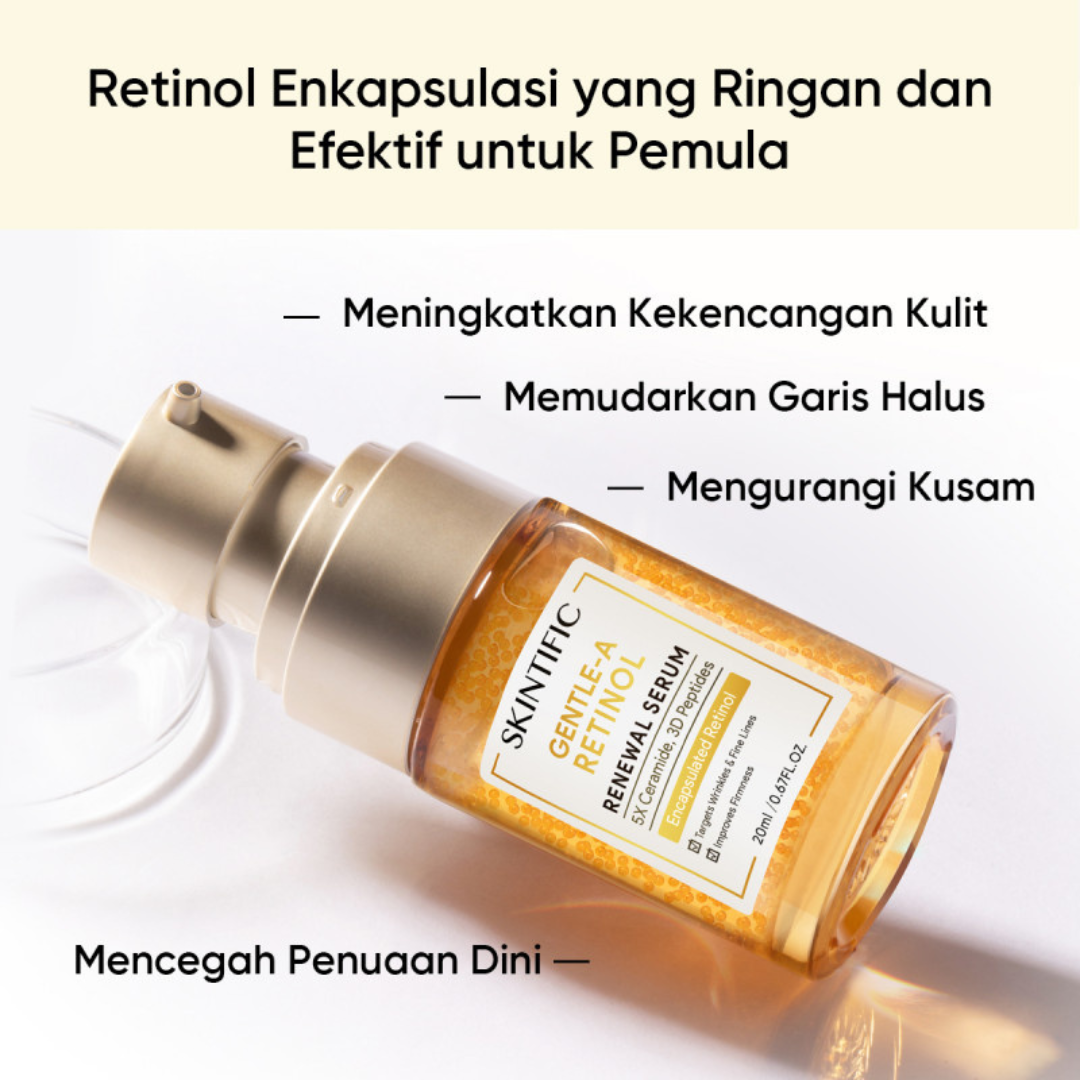 Retinol Enkapsulasi yang Ringan dan
Efektif untuk Pemula
Meningkatkan Kekencangan Kulit
Memudarkan Garis Halus
Mengurangi Kusam
SKINTIFIC
GENTLE-A
RETINOL
RENEWAL SERUM
5X Ceramide, 3D Peptides
Encapsulated Retinol
Targets Wrinkles & Fine Lines
Improves Firmness
20ml /0.67FL.OZ
Mencegah Penuaan Dini